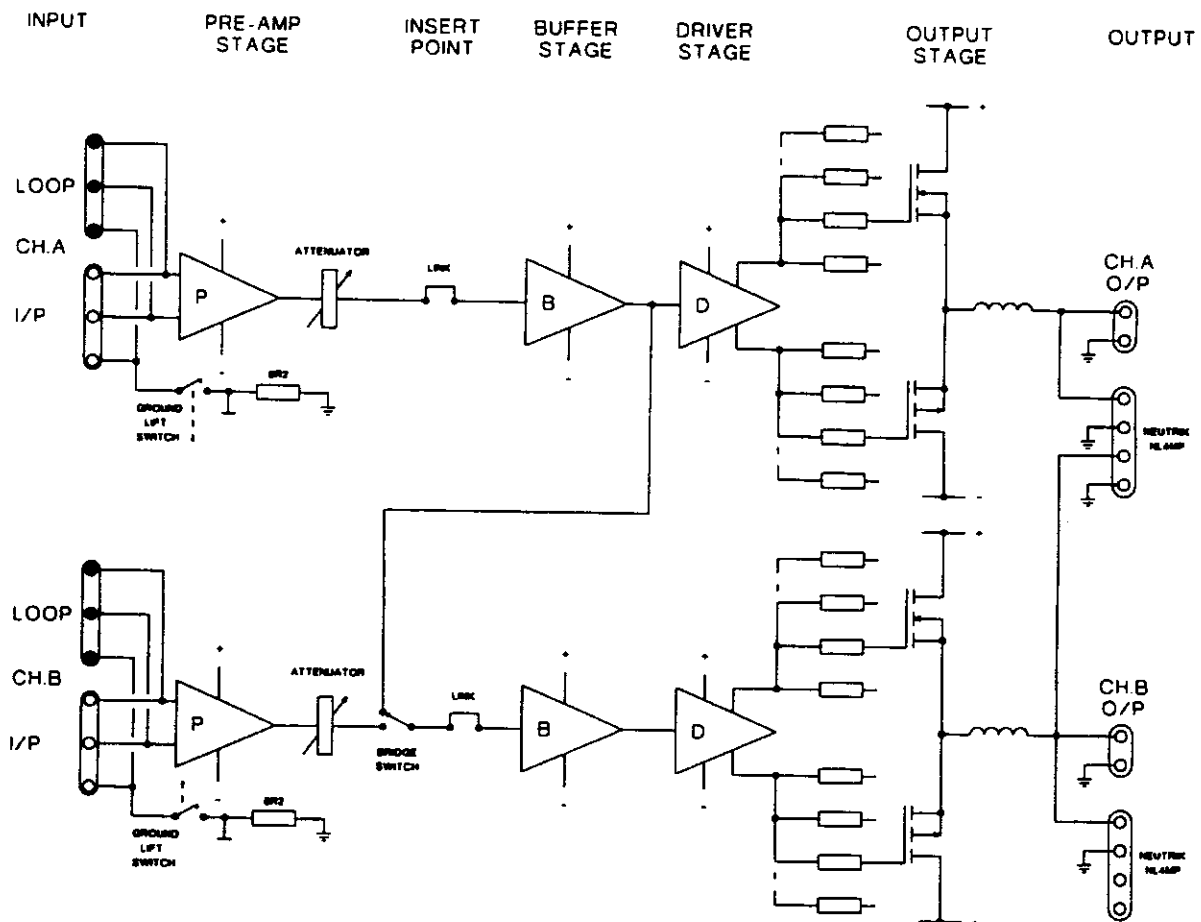 INPUT
PRE-AMP
STAGE
INSERT
POINT
BUFFER
STAGE
DRIVER
STAGE
OUTPUT
STAGE
OUTPUT
LOOP
CH.A
I/P
P
ATTENUATOR
LINK
B
D
8R2
GROUND
LIFT
SWITCH
CH.A
O/P
NEUTRIK
NL4MP
LOOP
CH.B
I/P
P
ATTENUATOR
BRIDGE
SWITCH
LINK
B
D
8R2
GROUND
LIFT
SWITCH
CH.B
O/P
NEUTRIK
NL4MP